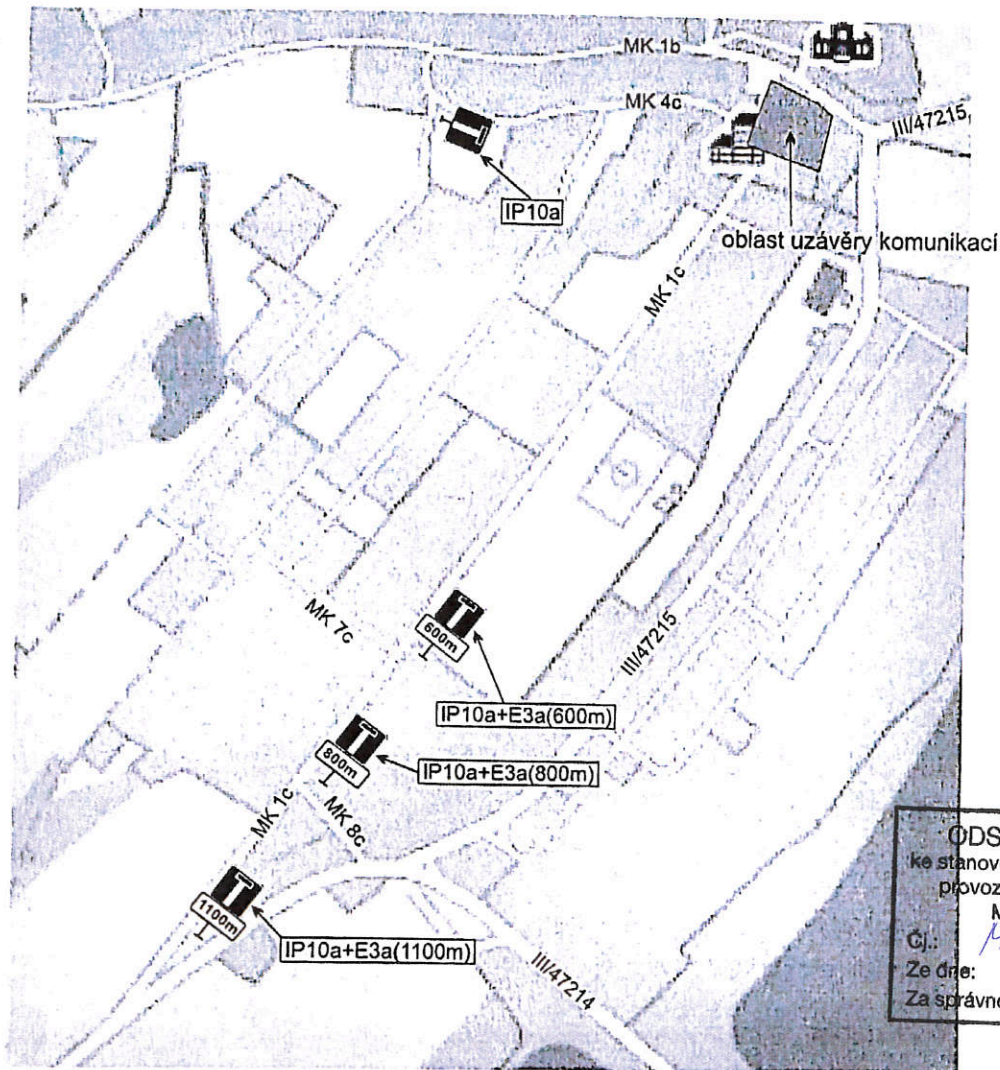 MK 1b
MK 4c
III/47215
IP10a
oblast uzávěry komunikací
MK 1c
MK 7c
600m
III/47215
IP10a+E3a(600m)
800m
IP10a+E3a(800m)
MK 1c
MK 8c
1100m
IP10a+E3a(1100m)
III/47214
ODS
ke stanov
provoz
M
Čj.:
Ze dne:
Za správno